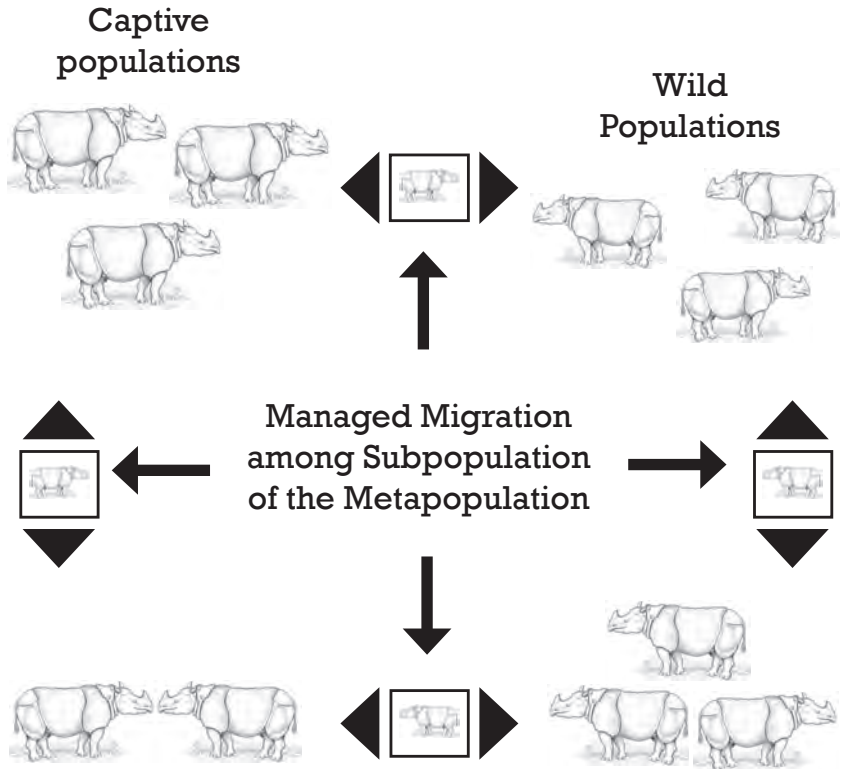 Captive
populations
Wild
Populations
Managed Migration
among Subpopulation
of the Metapopulation